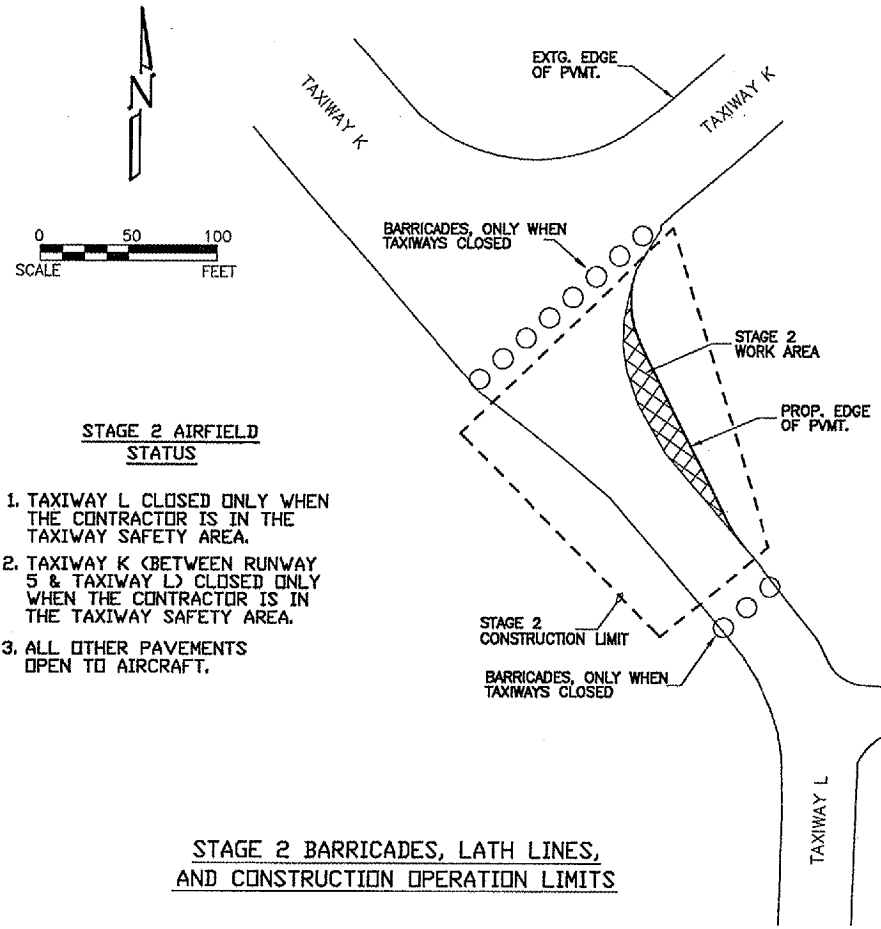 N
EXTG. EDGE
OF PVMT.
TAXIWAY K
TAXIWAY K
0 50 100
SCALE FEET
BARRICADES, ONLY WHEN
TAXIWAYS CLOSED
STAGE 2
WORK AREA
PROP. EDGE
OF PVMT.
STAGE 2 AIRFIELD
STATUS
1. TAXIWAY L CLOSED ONLY WHEN
THE CONTRACTOR IS IN THE
TAXIWAY SAFETY AREA.
2. TAXIWAY K (BETWEEN RUNWAY
5 & TAXIWAY L) CLOSED ONLY
WHEN THE CONTRACTOR IS IN
THE TAXIWAY SAFETY AREA.
3. ALL OTHER PAVEMENTS
OPEN TO AIRCRAFT.
STAGE 2
CONSTRUCTION LIMIT
BARRICADES, ONLY WHEN
TAXIWAYS CLOSED
TAXIWAY L
STAGE 2 BARRICADES, LATH LINES,
AND CONSTRUCTION OPERATION LIMITS